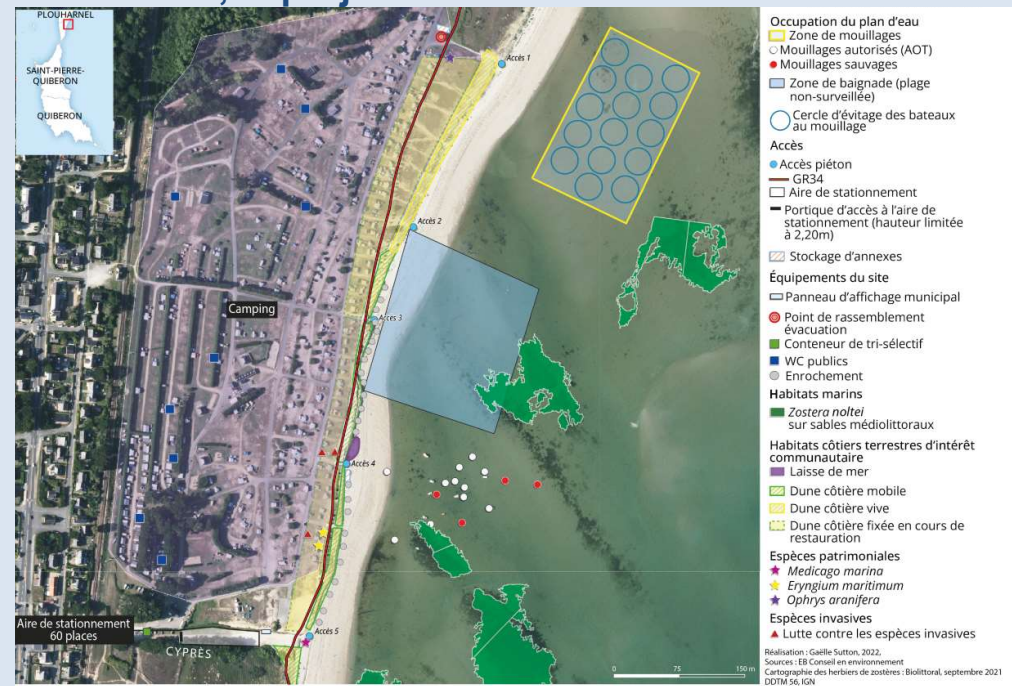 PLOUHARNEL
SAINT-PIERRE-
QUIBERON
QUIBERON
Accès 1
Accès 2
Accès 3
Accès 4
Accès 5
Camping
Aire de stationnement
60 places
CYPRÈS
0 75 150 m
Occupation du plan d'eau
Zone de mouillages
Mouillages autorisés (AOT)
Mouillages sauvages
Zone de baignade (plage
non-surveillée)
Cercle d'évitage des bateaux
au mouillage
Accès
Accès piéton
GR34
Aire de stationnement
Portique d'accès à l'aire de
stationnement (hauteur limitée
à 2,20m)
Stockage d'annexes
Équipements du site
Panneau d'affichage municipal
Point de rassemblement
évacuation
Conteneur de tri-sélectif
WC publics
Enrochement
Habitats marins
Zostera noltei
sur sables médiolittoraux
Habitats côtiers terrestres d'intérêt
communautaire
Laisse de mer
Dune côtière mobile
Dune côtière vive
Dune côtière fixée en cours de
restauration
Espèces patrimoniales
Medicago marina
Eryngium maritimum
Ophrys aranifera
Espèces invasives
Lutte contre les espèces invasives
Réalisation : Gaëlle Sutton, 2022,
Sources : EB Conseil en environnement
Cartographie des herbiers de zostères : Biolittoral, septembre 2021
DDTM 56, IGN